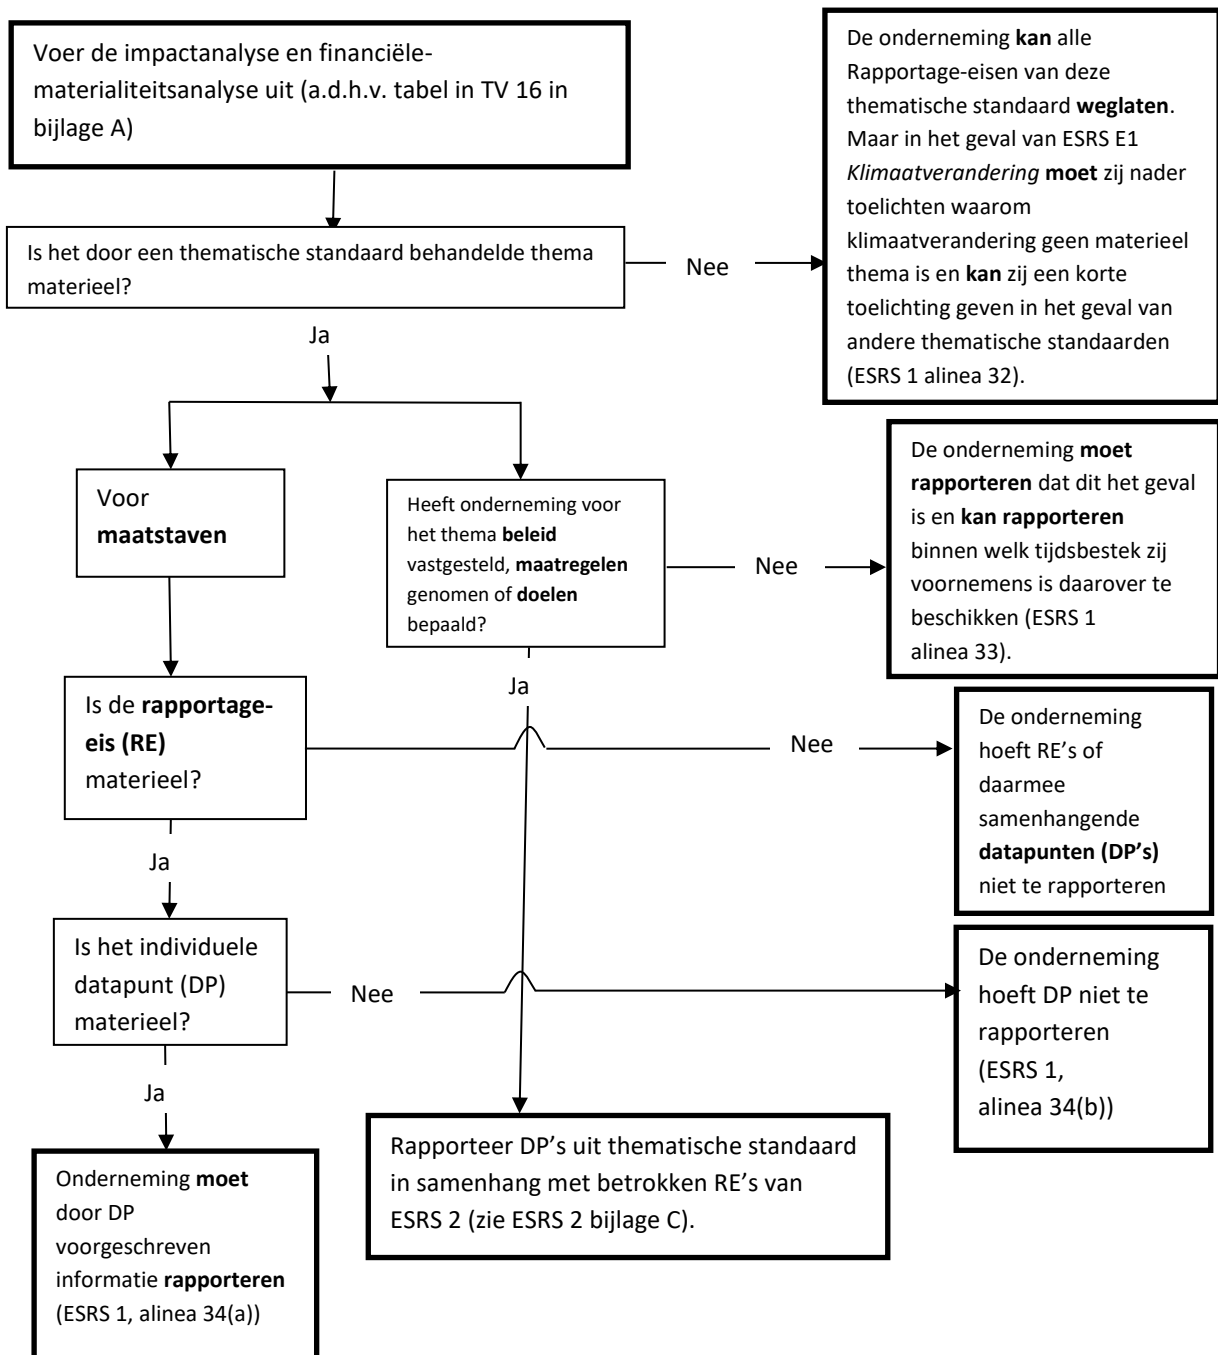 Voer de impactanalyse en financiële-
materialiteitsanalyse uit (a.d.h.v. tabel in TV 16 in
bijlage A)
De onderneming kan alle
Rapportage-eisen van deze
thematische standaard weglaten.
Maar in het geval van ESRS E1
Klimaatverandering moet zij nader
toelichten waarom
klimaatverandering geen materieel
thema is en kan zij een korte
toelichting geven in het geval van
andere thematische standaarden
(ESRS 1 alinea 32).
Is het door een thematische standaard behandelde thema
materieel?
Nee
Ja
Voor
maatstaven
Heeft onderneming voor
het thema beleid
vastgesteld, maatregelen
genomen of doelen
bepaald?
Nee
De onderneming moet
rapporteren dat dit het geval
is en kan rapporteren
binnen welk tijdsbestek zij
voornemens is daarover te
beschikken (ESRS 1
alinea 33).
Ja
Ja
Is de rapportage-
eis (RE)
materieel?
Nee
De onderneming
hoeft RE's of
daarmee
samenhangende
datapunten (DP's)
niet te rapporteren
Ja
Is het individuele
datapunt (DP)
materieel?
Nee
De onderneming
hoeft DP niet te
rapporteren
(ESRS 1,
alinea 34(b))
Ja
Rapporteer DP's uit thematische standaard
in samenhang met betrokken RE's van
ESRS 2 (zie ESRS 2 bijlage C).
Onderneming moet
door DP
voorgeschreven
informatie rapporteren
(ESRS 1, alinea 34(a))